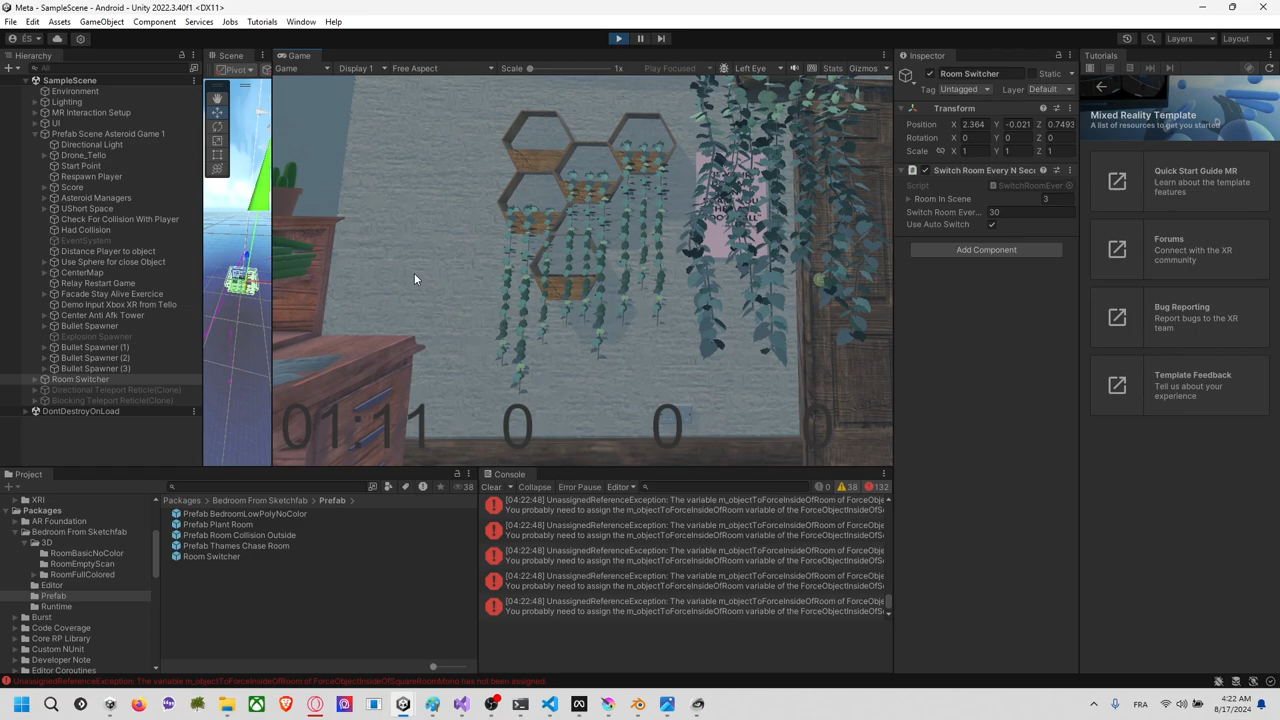 Meta - SampleScene - Android - Unity 2022.3.40f1 <DX11>
File Edit Assets GameObject Component Services Jobs Tutorials Window Help
ÉS
Layers Layout
Hierarchy
All
SampleScene
Environment
Lighting
MR Interaction Setup
UI
Prefab Scene Asteroid Game 1
Directional Light
Drone_Tello
Start Point
Respawn Player
Score
Asteroid Managers
UShort Space
Check For Collision With Player
Had Collision
EventSystem
Distance Player to object
Use Sphere for close Object
CenterMap
Relay Restart Game
Facade Stay Alive Exercice
Demo Input Xbox XR from Tello
Center Anti Afk Tower
Bullet Spawner
Explosion Spawner
Bullet Spawner (1)
Bullet Spawner (2)
Bullet Spawner (3)
Room Switcher
Directional Teleport Reticle(Clone)
Blocking Teleport Reticle(Clone)
DontDestroyOnLoad
Scene
Pivot
Game
Game Display 1 Free Aspect Scale 1x Play Focused Left Eye Stats Gizmos
01:11 0 0 0
Inspector
Room Switcher Static
Tag Untagged Layer Default
Transform
Position X 2.364 Y -0.021 Z 0.7493
Rotation X 0 Y 0 Z 0
Scale X 1 Y 1 Z 1
Switch Room Every N Seco
Script SwitchRoomEver
Room In Scene 3
Switch Room Ever... 30
Use Auto Switch
Add Component
Tutorials
Mixed Reality Template
A list of resources to get you started
Quick Start Guide MR
Learn about the template features
Forums
Connect with the XR community
Bug Reporting
Report bugs to the XR team
Template Feedback
Tell us about your experience
Project
38
XRI
Packages
AR Foundation
Bedroom From Sketchfab
3D
RoomBasicNoColor
RoomEmptyScan
RoomFullColored
Editor
Prefab
Runtime
Burst
Code Coverage
Core RP Library
Custom NUnit
Developer Note
Editor Coroutines
Packages Bedroom From Sketchfab Prefab
Prefab BedroomLowPolyNoColor
Prefab Plant Room
Prefab Room Collision Outside
Prefab Thames Chase Room
Room Switcher
Console
Clear Collapse Error Pause Editor 0 38 132
[04:22:48] UnassignedReferenceException: The variable m_objectToForceInsideOfRoom of ForceObje
You probably need to assign the m_objectToForceInsideOfRoom variable of the ForceObjectInsideOfS
[04:22:48] UnassignedReferenceException: The variable m_objectToForceInsideOfRoom of ForceObje
You probably need to assign the m_objectToForceInsideOfRoom variable of the ForceObjectInsideOfS
[04:22:48] UnassignedReferenceException: The variable m_objectToForceInsideOfRoom of ForceObje
You probably need to assign the m_objectToForceInsideOfRoom variable of the ForceObjectInsideOfS
[04:22:48] UnassignedReferenceException: The variable m_objectToForceInsideOfRoom of ForceObje
You probably need to assign the m_objectToForceInsideOfRoom variable of the ForceObjectInsideOfS
[04:22:48] UnassignedReferenceException: The variable m_objectToForceInsideOfRoom of ForceObje
You probably need to assign the m_objectToForceInsideOfRoom variable of the ForceObjectInsideOfS
UnassignedReferenceException: The variable m_objectToForceInsideOfRoom of ForceObjectInsideOfSquareRoomMono has not been assigned.
FRA
4:22 AM
8/17/2024